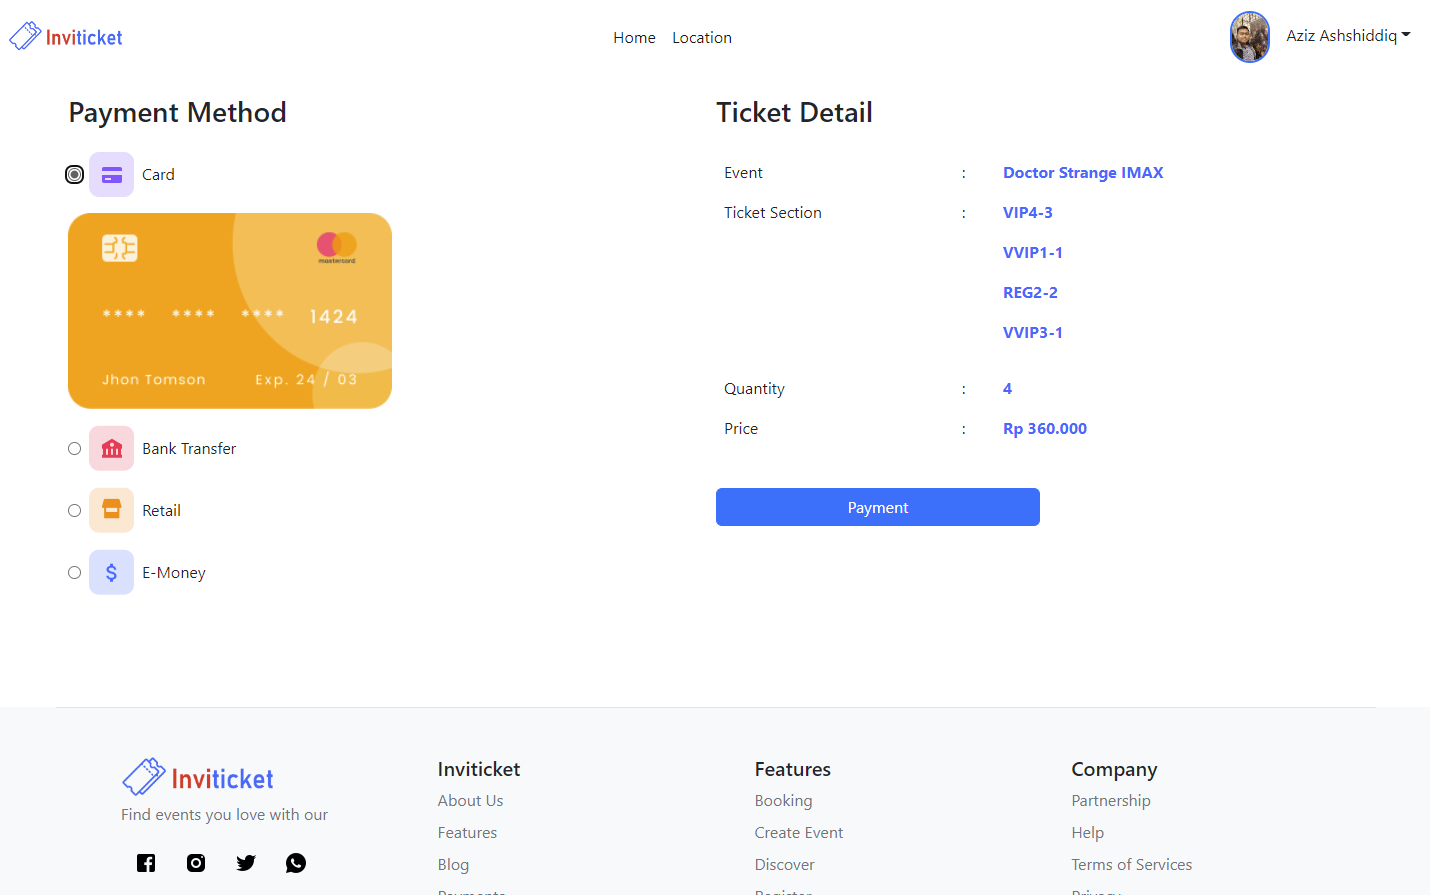 Inviticket
Home
Location
Aziz Ashshiddiq
Payment Method
Card
mastercard
**** **** **** 1424
Jhon Tomson
Exp. 24 / 03
Bank Transfer
Retail
E-Money
Ticket Detail
Event : Doctor Strange IMAX
Ticket Section : VIP4-3
VVIP1-1
REG2-2
VVIP3-1
Quantity : 4
Price : Rp 360.000
Payment
Inviticket
Find events you love with our
Inviticket
About Us
Features
Blog
Payments
Features
Booking
Create Event
Discover
Register
Company
Partnership
Help
Terms of Services
Privacy